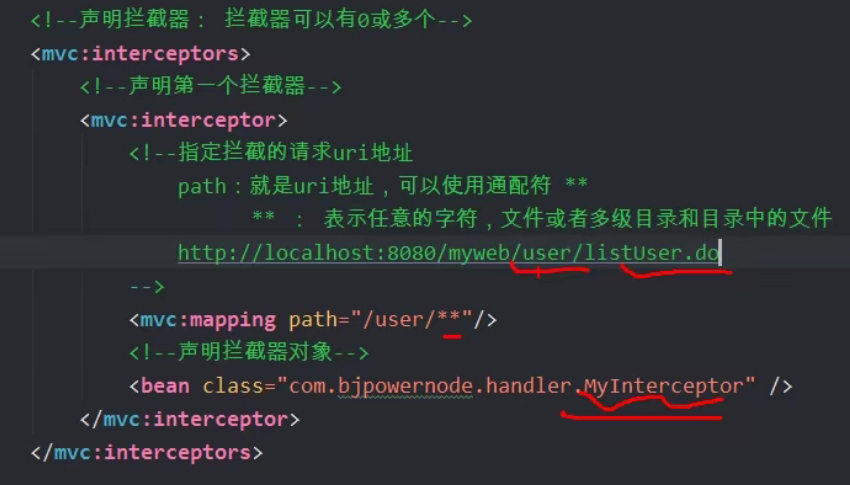 <!--声明拦截器： 拦截器可以有0或多个-->
<mvc:interceptors>
<!--声明第一个拦截器-->
<mvc:interceptor>
<!--指定拦截的请求uri地址
path：就是uri地址，可以使用通配符 **
** ： 表示任意的字符，文件或者多级目录和目录中的文件
http://localhost:8080/myweb/user/listUser.do
-->
<mvc:mapping path="/user/**"/>
<!--声明拦截器对象-->
<bean class="com.bjpowernode.handler.MyInterceptor" />
</mvc:interceptor>
</mvc:interceptors>